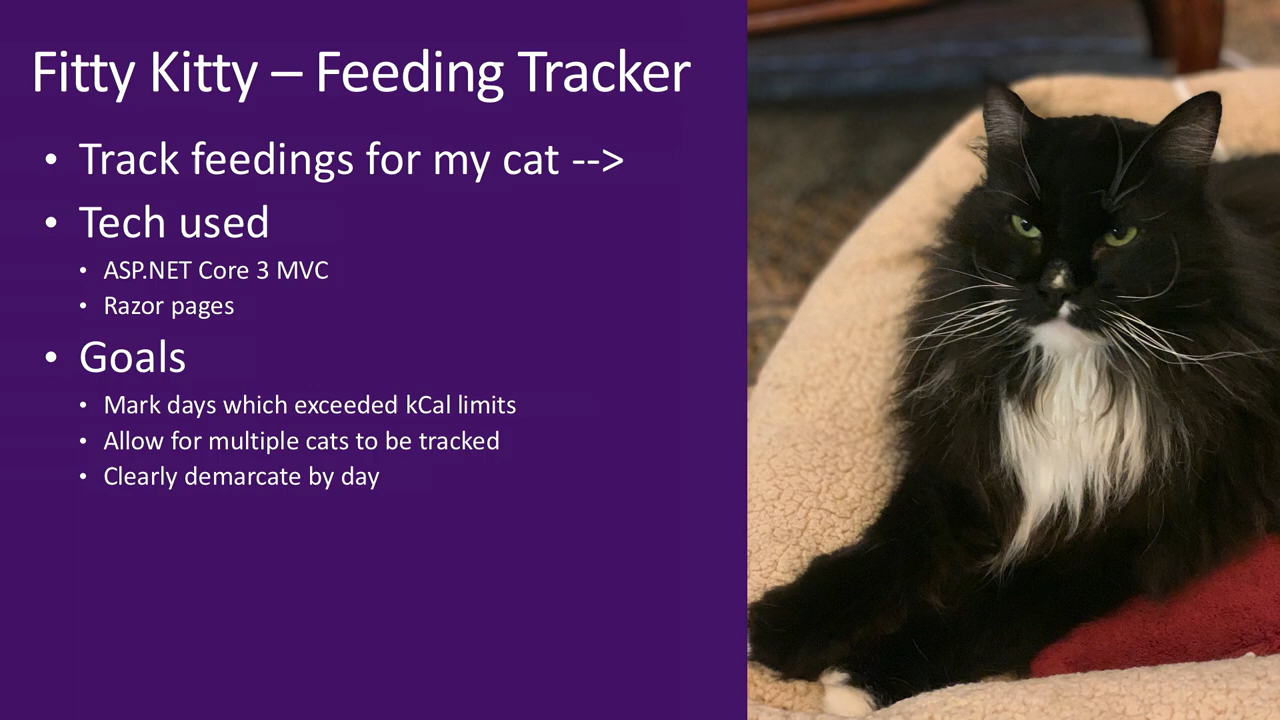 Fitty Kitty – Feeding Tracker
• Track feedings for my cat -->
• Tech used
• ASP.NET Core 3 MVC
• Razor pages
• Goals
• Mark days which exceeded kCal limits
• Allow for multiple cats to be tracked
• Clearly demarcate by day